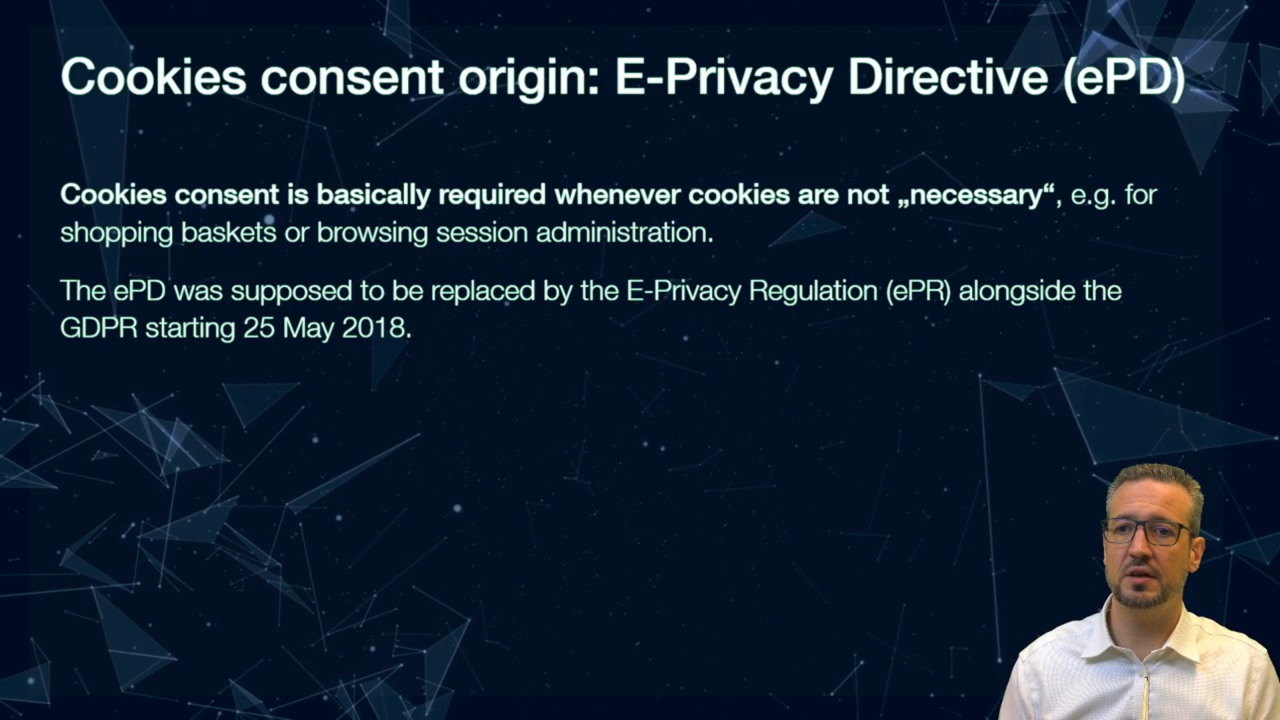 Cookies consent origin: E-Privacy Directive (ePD)
Cookies consent is basically required whenever cookies are not „necessary“, e.g. for
shopping baskets or browsing session administration.
The ePD was supposed to be replaced by the E-Privacy Regulation (ePR) alongside the
GDPR starting 25 May 2018.